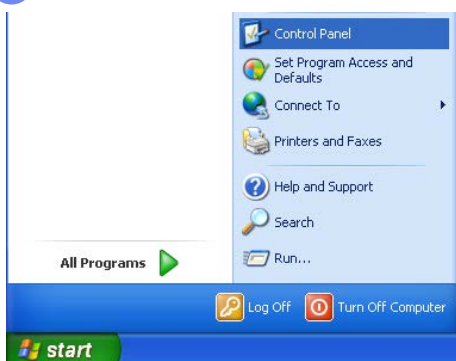 Control Panel
Set Program Access and
Defaults
Connect To
Printers and Faxes
Help and Support
Search
Run...
All Programs
Log Off
Turn Off Computer
start